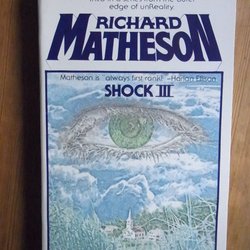 edge of unReality.
RICHARD
MATHESON
Matheson is "always first rank!" -Harlan Ellison
SHOCK III